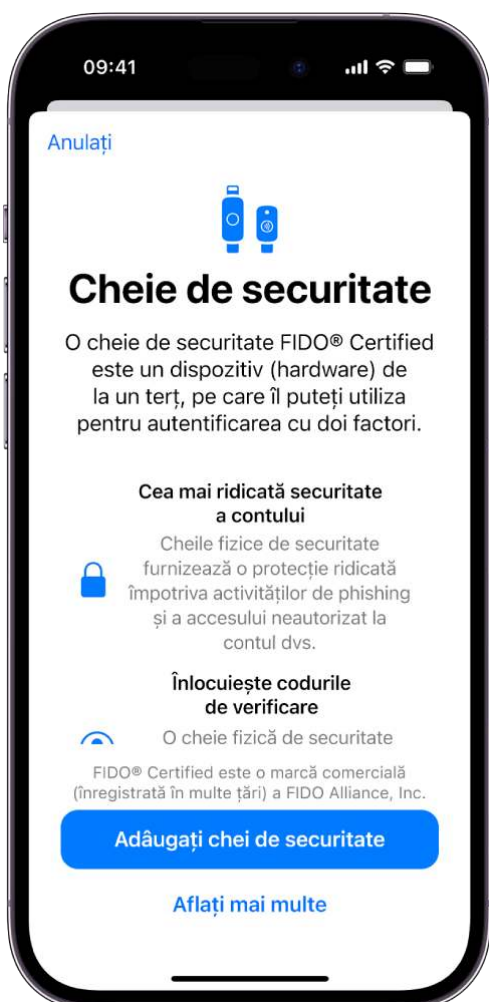 09:41
Anulați
Cheie de securitate
O cheie de securitate FIDO® Certified
este un dispozitiv (hardware) de
la un terț, pe care îl puteți utiliza
pentru autentificarea cu doi factori.
Cea mai ridicată securitate
a contului
Cheile fizice de securitate
furnizează o protecție ridicată
împotriva activităților de phishing
și a accesului neautorizat la
contul dvs.
Înlocuiește codurile
de verificare
O cheie fizică de securitate
FIDO® Certified este o marcă comercială
(înregistrată în multe țări) a FIDO Alliance, Inc.
Adăugați chei de securitate
Aflați mai multe